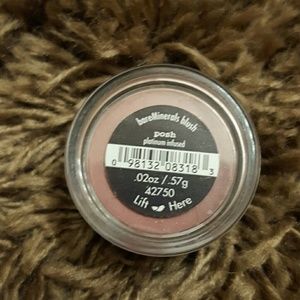 bareMinerals blush
posh
platinum infused
0 98132 08318 3
.02oz / .57g
42750
Lift Here